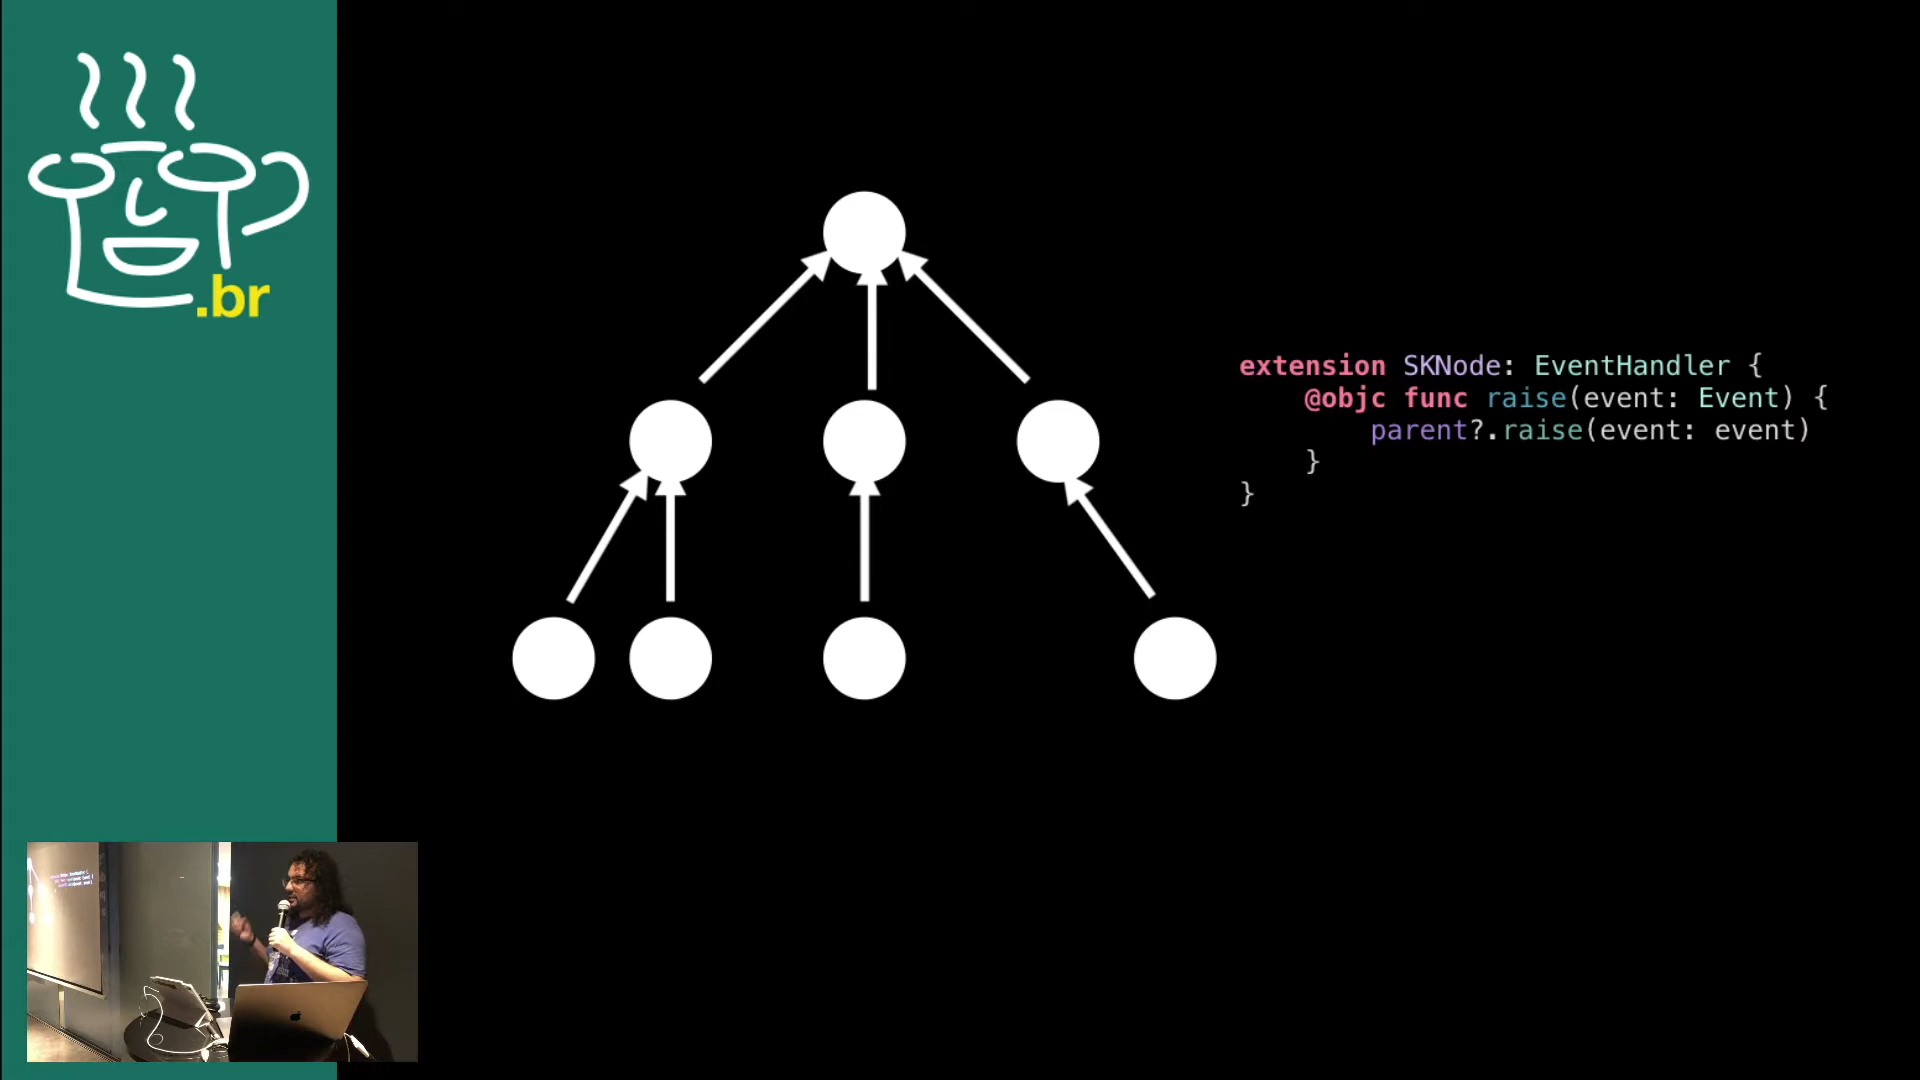 .br
extension SKNode: EventHandler {
    @objc func raise(event: Event) {
        parent?.raise(event: event)
    }
}